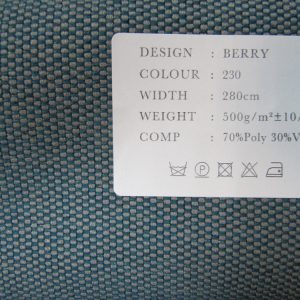 DESIGN : BERRY
COLOUR : 230
WIDTH : 280cm
WEIGHT : 500g/m²±10/
COMP : 70%Poly 30%V